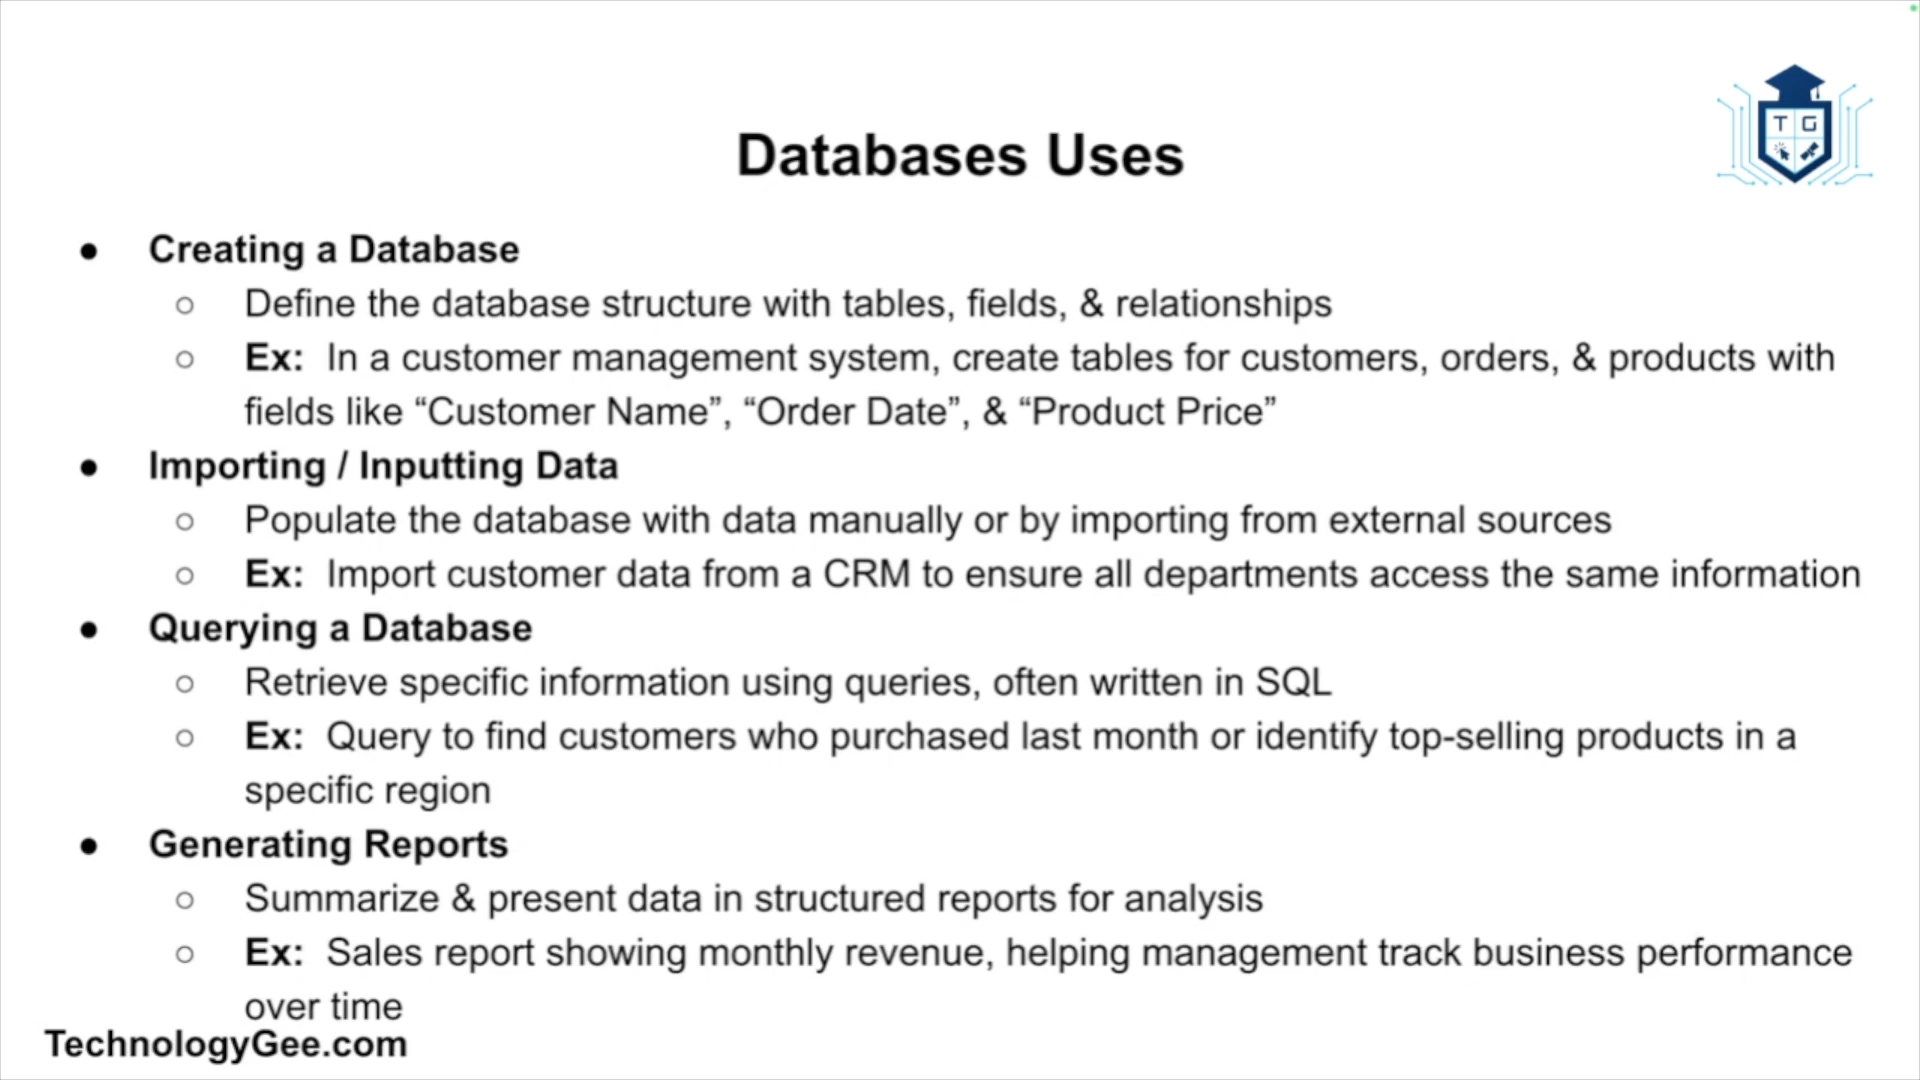 T G
Databases Uses
● Creating a Database
○ Define the database structure with tables, fields, & relationships
○ Ex: In a customer management system, create tables for customers, orders, & products with
fields like “Customer Name”, “Order Date”, & “Product Price”
● Importing / Inputting Data
○ Populate the database with data manually or by importing from external sources
○ Ex: Import customer data from a CRM to ensure all departments access the same information
● Querying a Database
○ Retrieve specific information using queries, often written in SQL
○ Ex: Query to find customers who purchased last month or identify top-selling products in a
specific region
● Generating Reports
○ Summarize & present data in structured reports for analysis
○ Ex: Sales report showing monthly revenue, helping management track business performance
over time
TechnologyGee.com